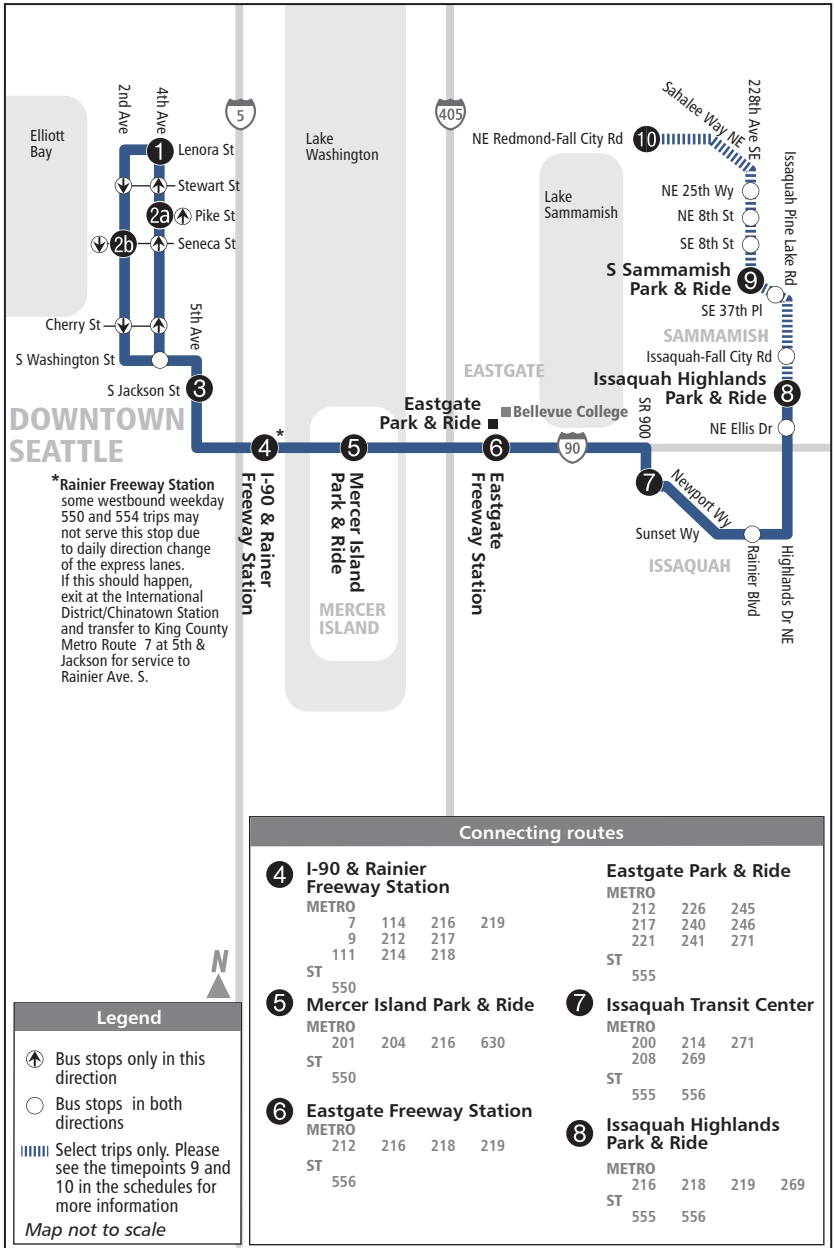 2nd Ave
4th Ave
5
405
Elliott
Bay
Lake
Washington
1
Lenora St
Stewart St
2a
Pike St
2b
Seneca St
Cherry St
5th Ave
S Washington St
S Jackson St
3
DOWNTOWN
SEATTLE
NE Redmond-Fall City Rd
10
Sahalee Way NE
228th Ave SE
Issaquah Pine Lake Rd
Lake
Sammamish
NE 25th Wy
NE 8th St
SE 8th St
S Sammamish
Park & Ride
9
SE 37th Pl
SAMMAMISH
Issaquah-Fall City Rd
EASTGATE
Issaquah Highlands
Park & Ride
8
Eastgate
Park & Ride
Bellevue College
SR 900
NE Ellis Dr
4
*
5
6
90
7
I-90 & Rainer
Freeway Station
Mercer Island
Park & Ride
Eastgate
Freeway Station
Newport Wy
Sunset Wy
ISSAQUAH
Rainier Blvd
Highlands Dr NE
MERCER
ISLAND
*Rainier Freeway Station
some westbound weekday
550 and 554 trips may
not serve this stop due
to daily direction change
of the express lanes.
If this should happen,
exit at the International
District/Chinatown Station
and transfer to King County
Metro Route 7 at 5th &
Jackson for service to
Rainier Ave. S.
N
Legend
Bus stops only in this
direction
Bus stops in both
directions
Select trips only. Please
see the timepoints 9 and
10 in the schedules for
more information
Map not to scale
Connecting routes
4 I-90 & Rainier
Freeway Station
METRO
7 114 216 219
9 212 217
111 214 218
ST
550
5 Mercer Island Park & Ride
METRO
201 204 216 630
ST
550
6 Eastgate Freeway Station
METRO
212 216 218 219
ST
556
Eastgate Park & Ride
METRO
212 226 245
217 240 246
221 241 271
ST
555
7 Issaquah Transit Center
METRO
200 214 271
208 269
ST
555 556
8 Issaquah Highlands
Park & Ride
METRO
216 218 219 269
ST
555 556